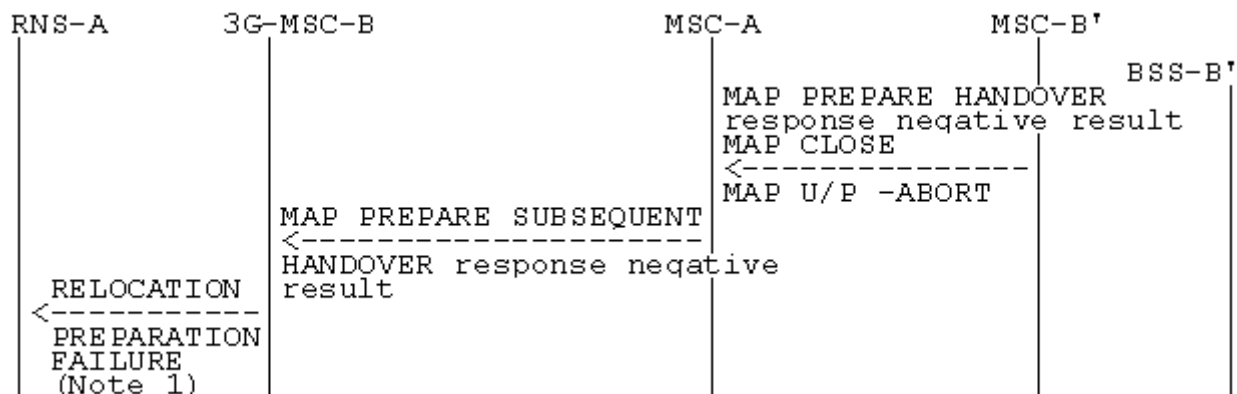 RNS-A 3G-MSC-B MSC-A MSC-B'
BSS-B'
MAP PREPARE HANDOVER
response negative result
MAP CLOSE
<----------------
MAP U/P -ABORT
MAP PREPARE SUBSEQUENT
<----------------------
HANDOVER response negative
result
RELOCATION
<------------
PREPARATION
FAILURE
(Note 1)